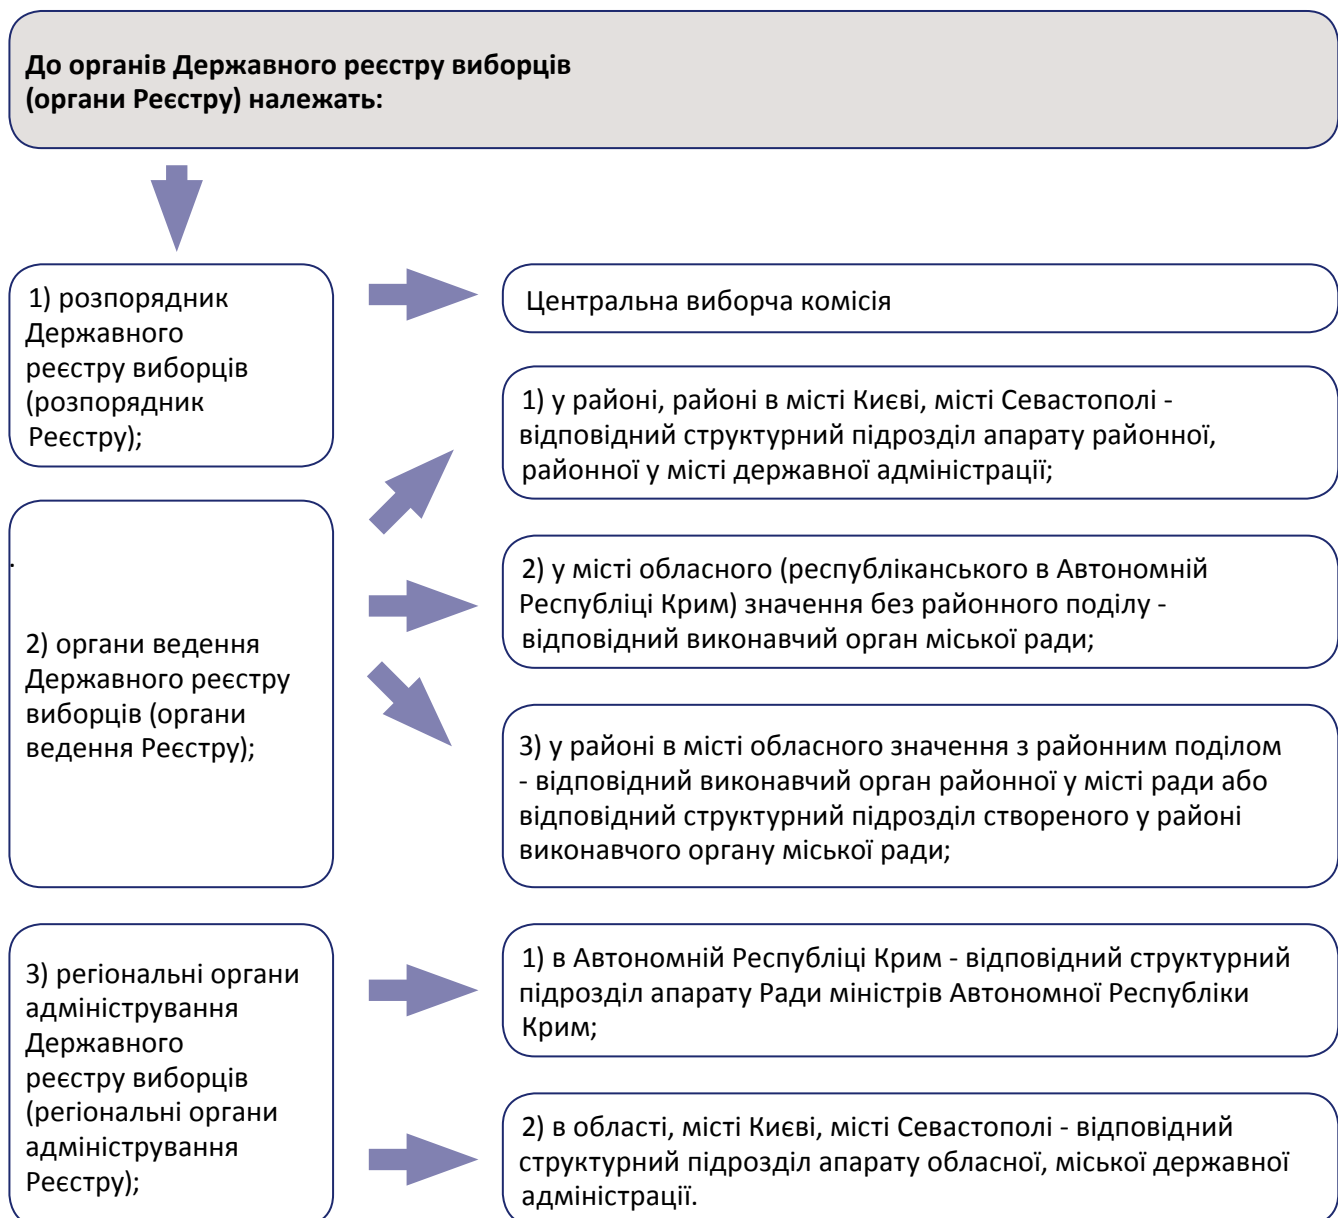 До органів Державного реєстру виборців
(органи Реєстру) належать:
1) розпорядник
Державного
реєстру виборців
(розпорядник
Реєстру);
Центральна виборча комісія
2) органи ведення
Державного реєстру
виборців (органи
ведення Реєстру);
1) у районі, районі в місті Києві, місті Севастополі -
відповідний структурний підрозділ апарату районної,
районної у місті державної адміністрації;
2) у місті обласного (республіканського в Автономній
Республіці Крим) значення без районного поділу -
відповідний виконавчий орган міської ради;
3) у районі в місті обласного значення з районним поділом
- відповідний виконавчий орган районної у місті ради або
відповідний структурний підрозділ створеного у районі
виконавчого органу міської ради;
3) регіональні органи
адміністрування
Державного
реєстру виборців
(регіональні органи
адміністрування
Реєстру);
1) в Автономній Республіці Крим - відповідний структурний
підрозділ апарату Ради міністрів Автономної Республіки
Крим;
2) в області, місті Києві, місті Севастополі - відповідний
структурний підрозділ апарату обласної, міської державної
адміністрації.